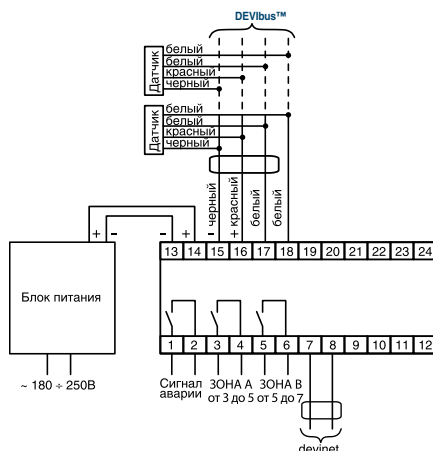 DEVIbus™
Датчик
белый
белый
красный
черный
Датчик
белый
белый
красный
черный
черный
красный
белый
белый
+ - - + - +
13 14 15 16 17 18 19 20 21 22 23 24
Блок питания
1 2 3 4 5 6 7 8 9 10 11 12
~ 180 ÷ 250В
Сигнал аварии
ЗОНА А от 3 до 5
ЗОНА В от 5 до 7
devinet